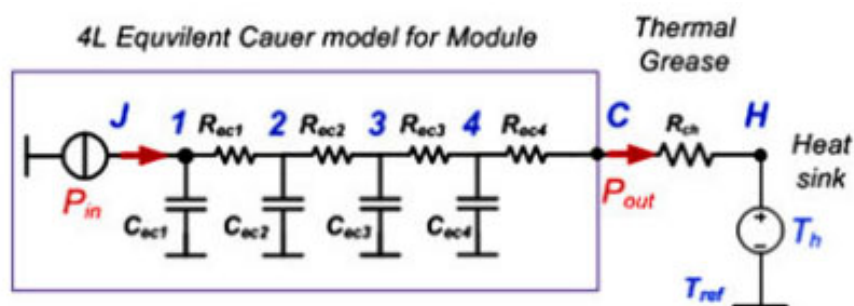 4L Equvilent Cauer model for Module
Thermal
Grease
J 1 Rec1 2 Rec2 3 Rec3 4 Rec4 C Rch H
Heat
sink
Pin
Pout
Cec1 Cec2 Cec3 Cec4
Th
Tref